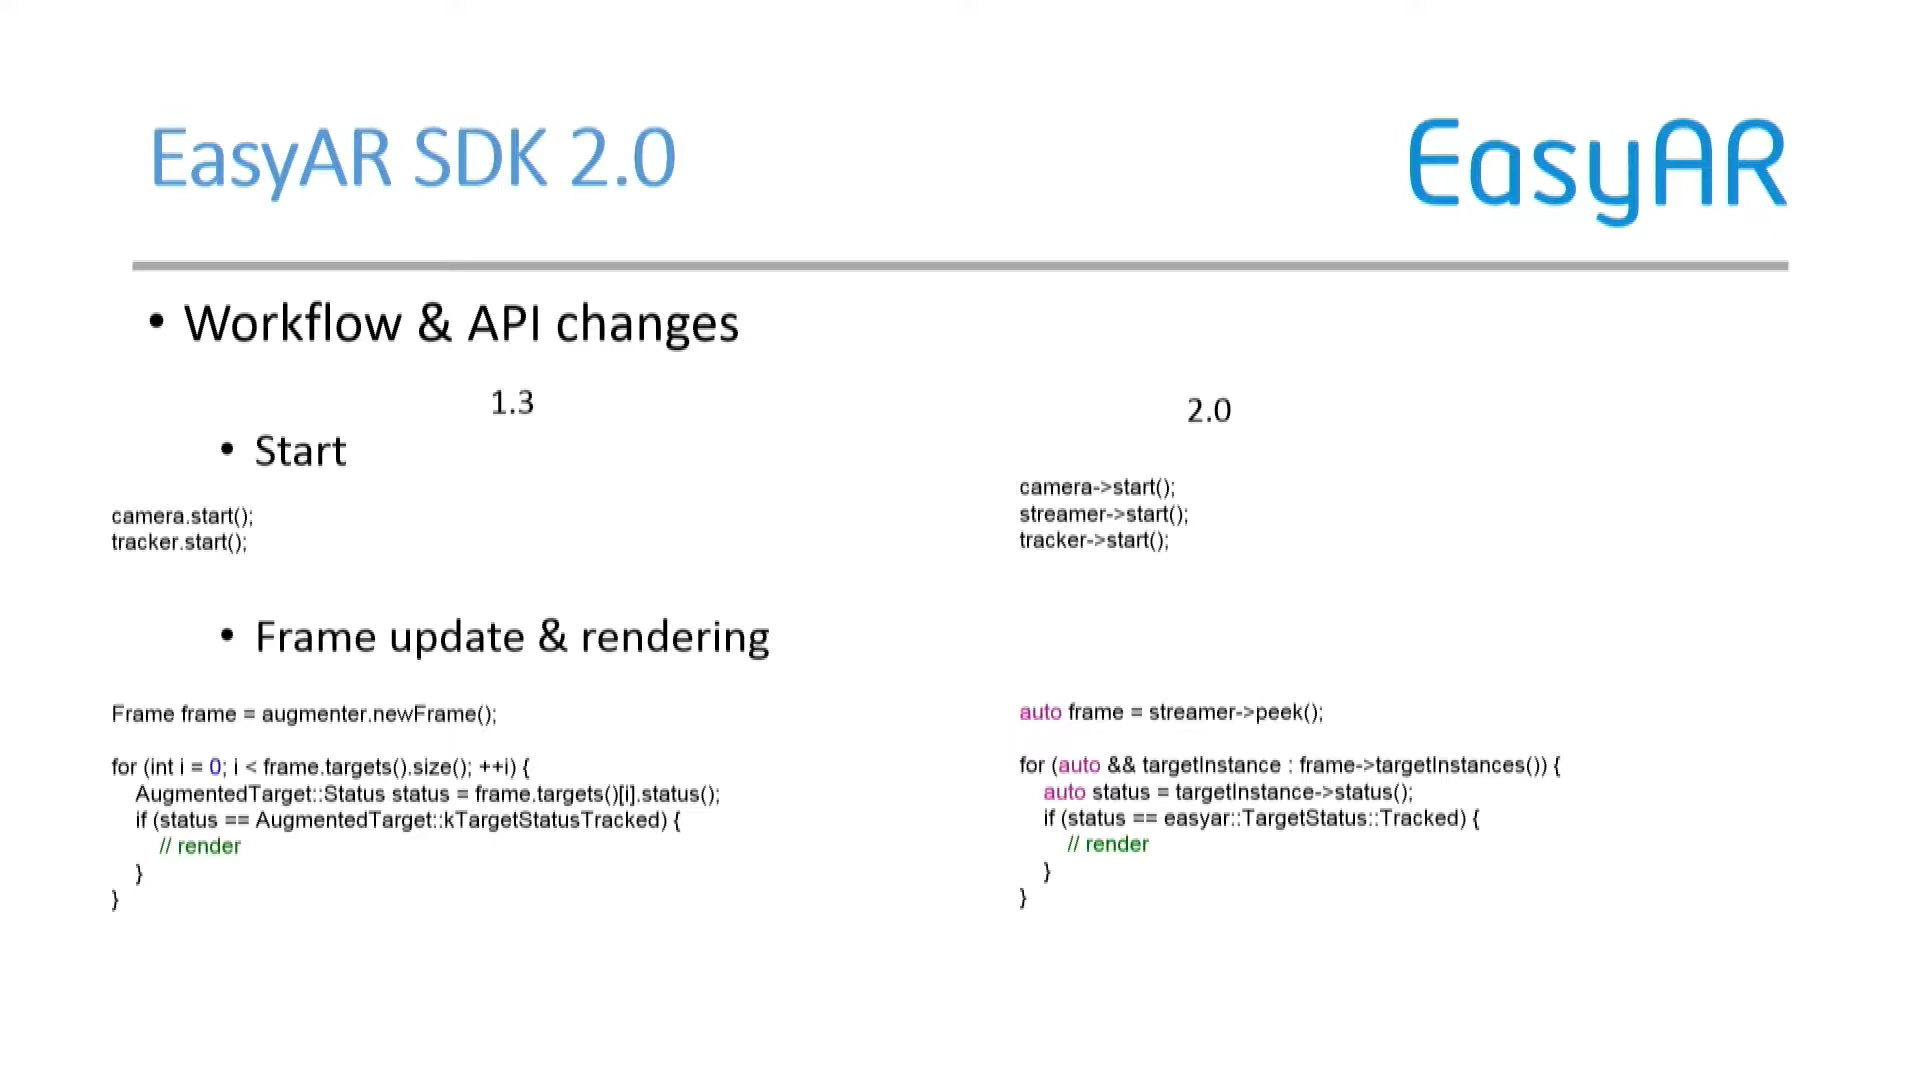 EasyAR SDK 2.0
EasyAR
• Workflow & API changes
1.3
• Start
camera.start();
tracker.start();
• Frame update & rendering
Frame frame = augmenter.newFrame();
for (int i = 0; i < frame.targets().size(); ++i) {
AugmentedTarget::Status status = frame.targets()[i].status();
if (status == AugmentedTarget::kTargetStatusTracked) {
// render
}
}
2.0
camera->start();
streamer->start();
tracker->start();
auto frame = streamer->peek();
for (auto && targetInstance : frame->targetInstances()) {
auto status = targetInstance->status();
if (status == easyar::TargetStatus::Tracked) {
// render
}
}